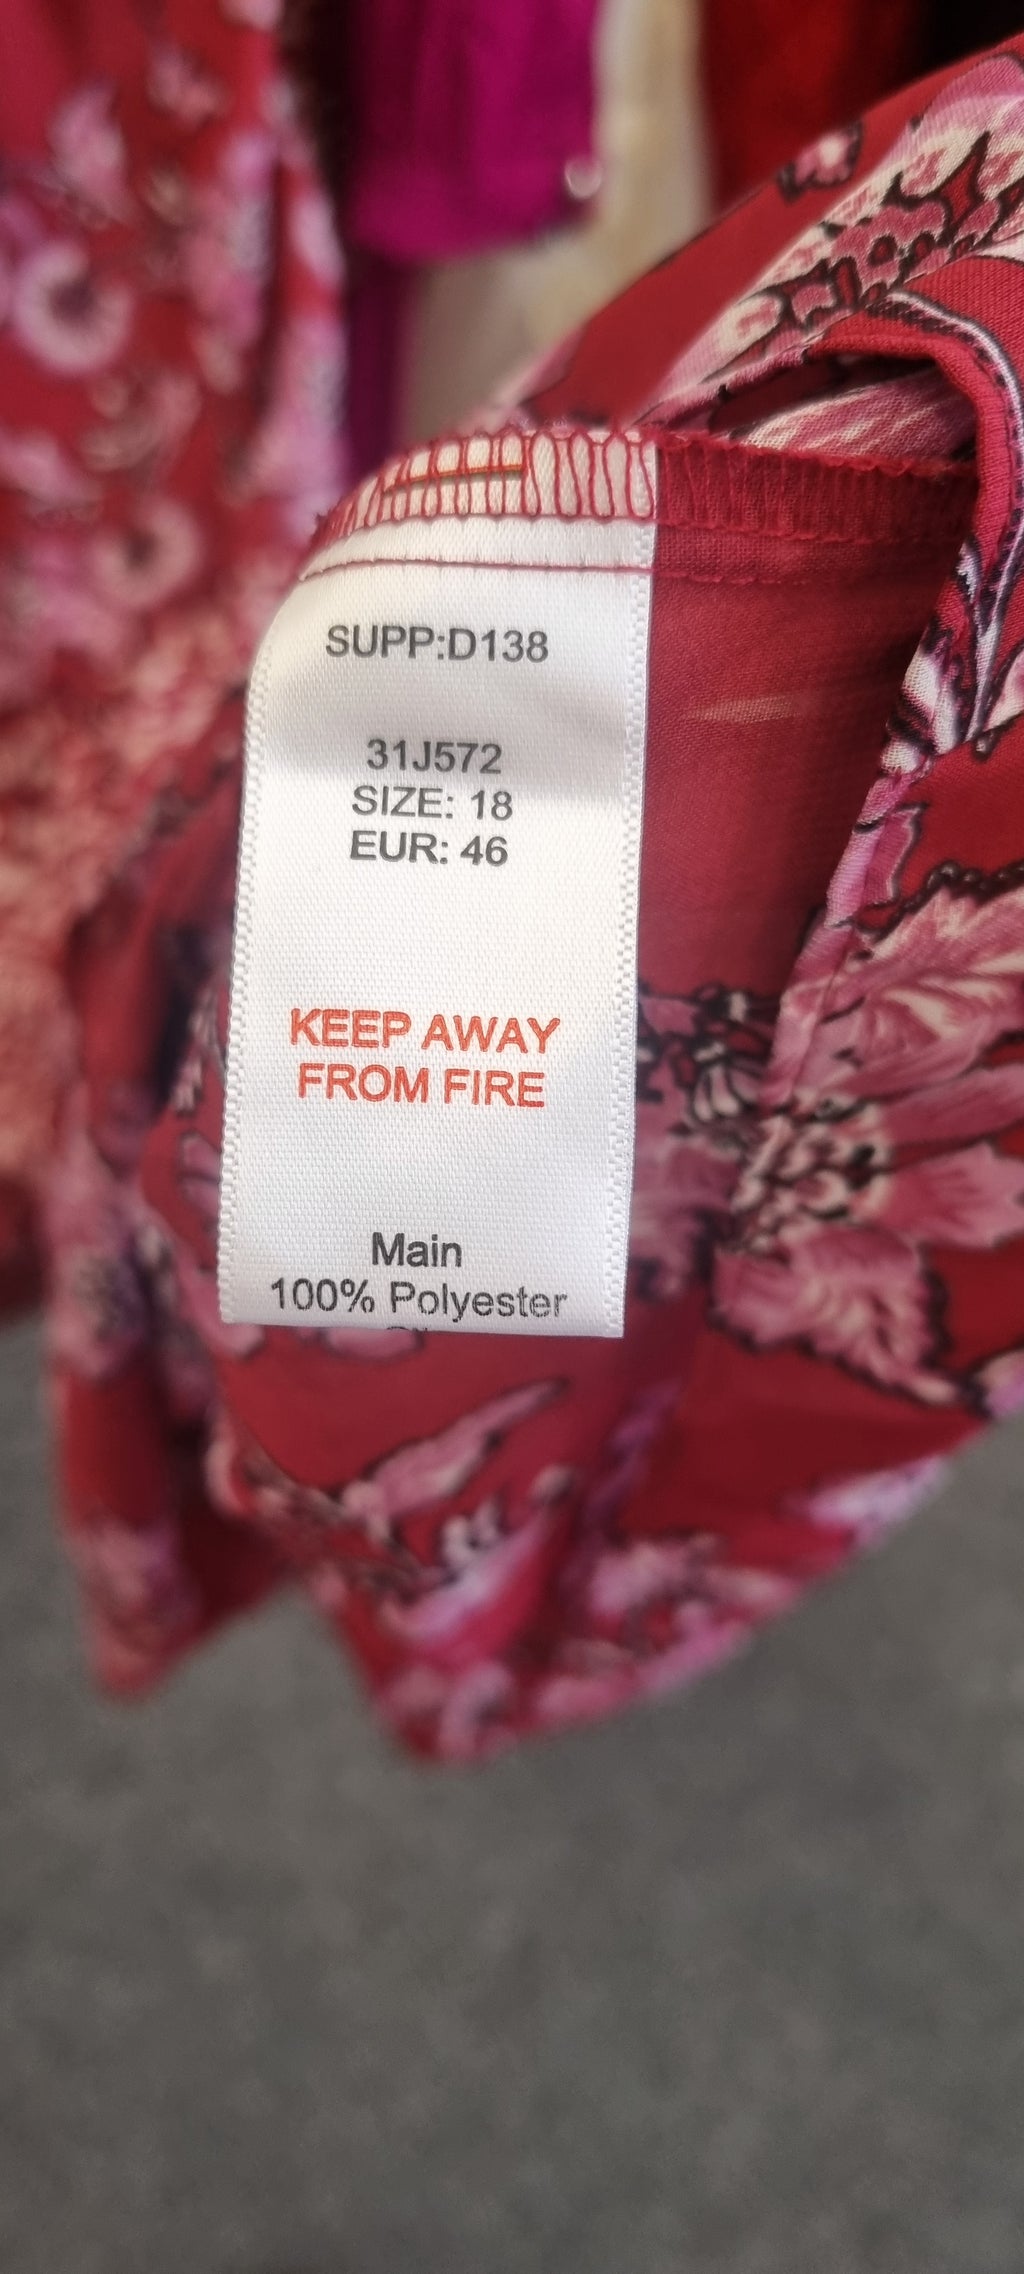 SUPP:D138
31J572
SIZE: 18
EUR: 46
KEEP AWAY
FROM FIRE
Main
100% Polyester